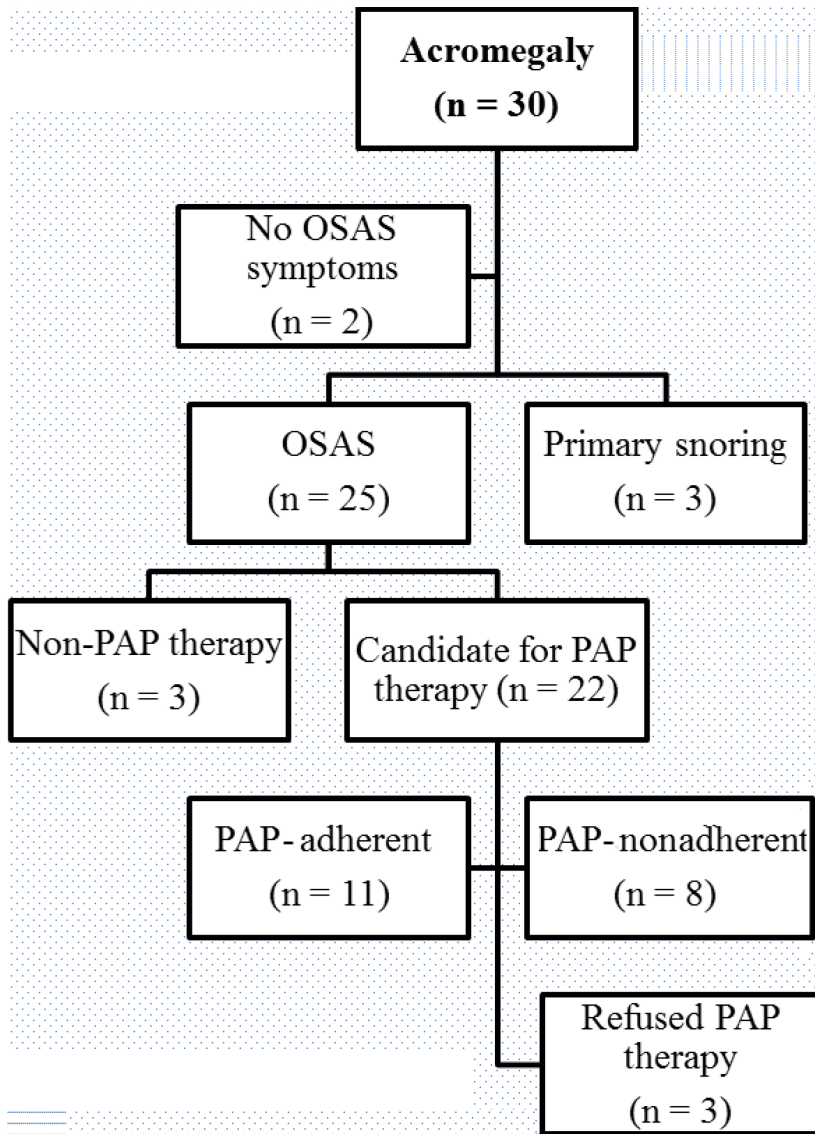 Acromegaly
(n = 30)
No OSAS
symptoms
(n = 2)
OSAS
(n = 25)
Primary snoring
(n = 3)
Non-PAP therapy
(n = 3)
Candidate for PAP
therapy (n = 22)
PAP-adherent
(n = 11)
PAP-nonadherent
(n = 8)
Refused PAP
therapy
(n = 3)